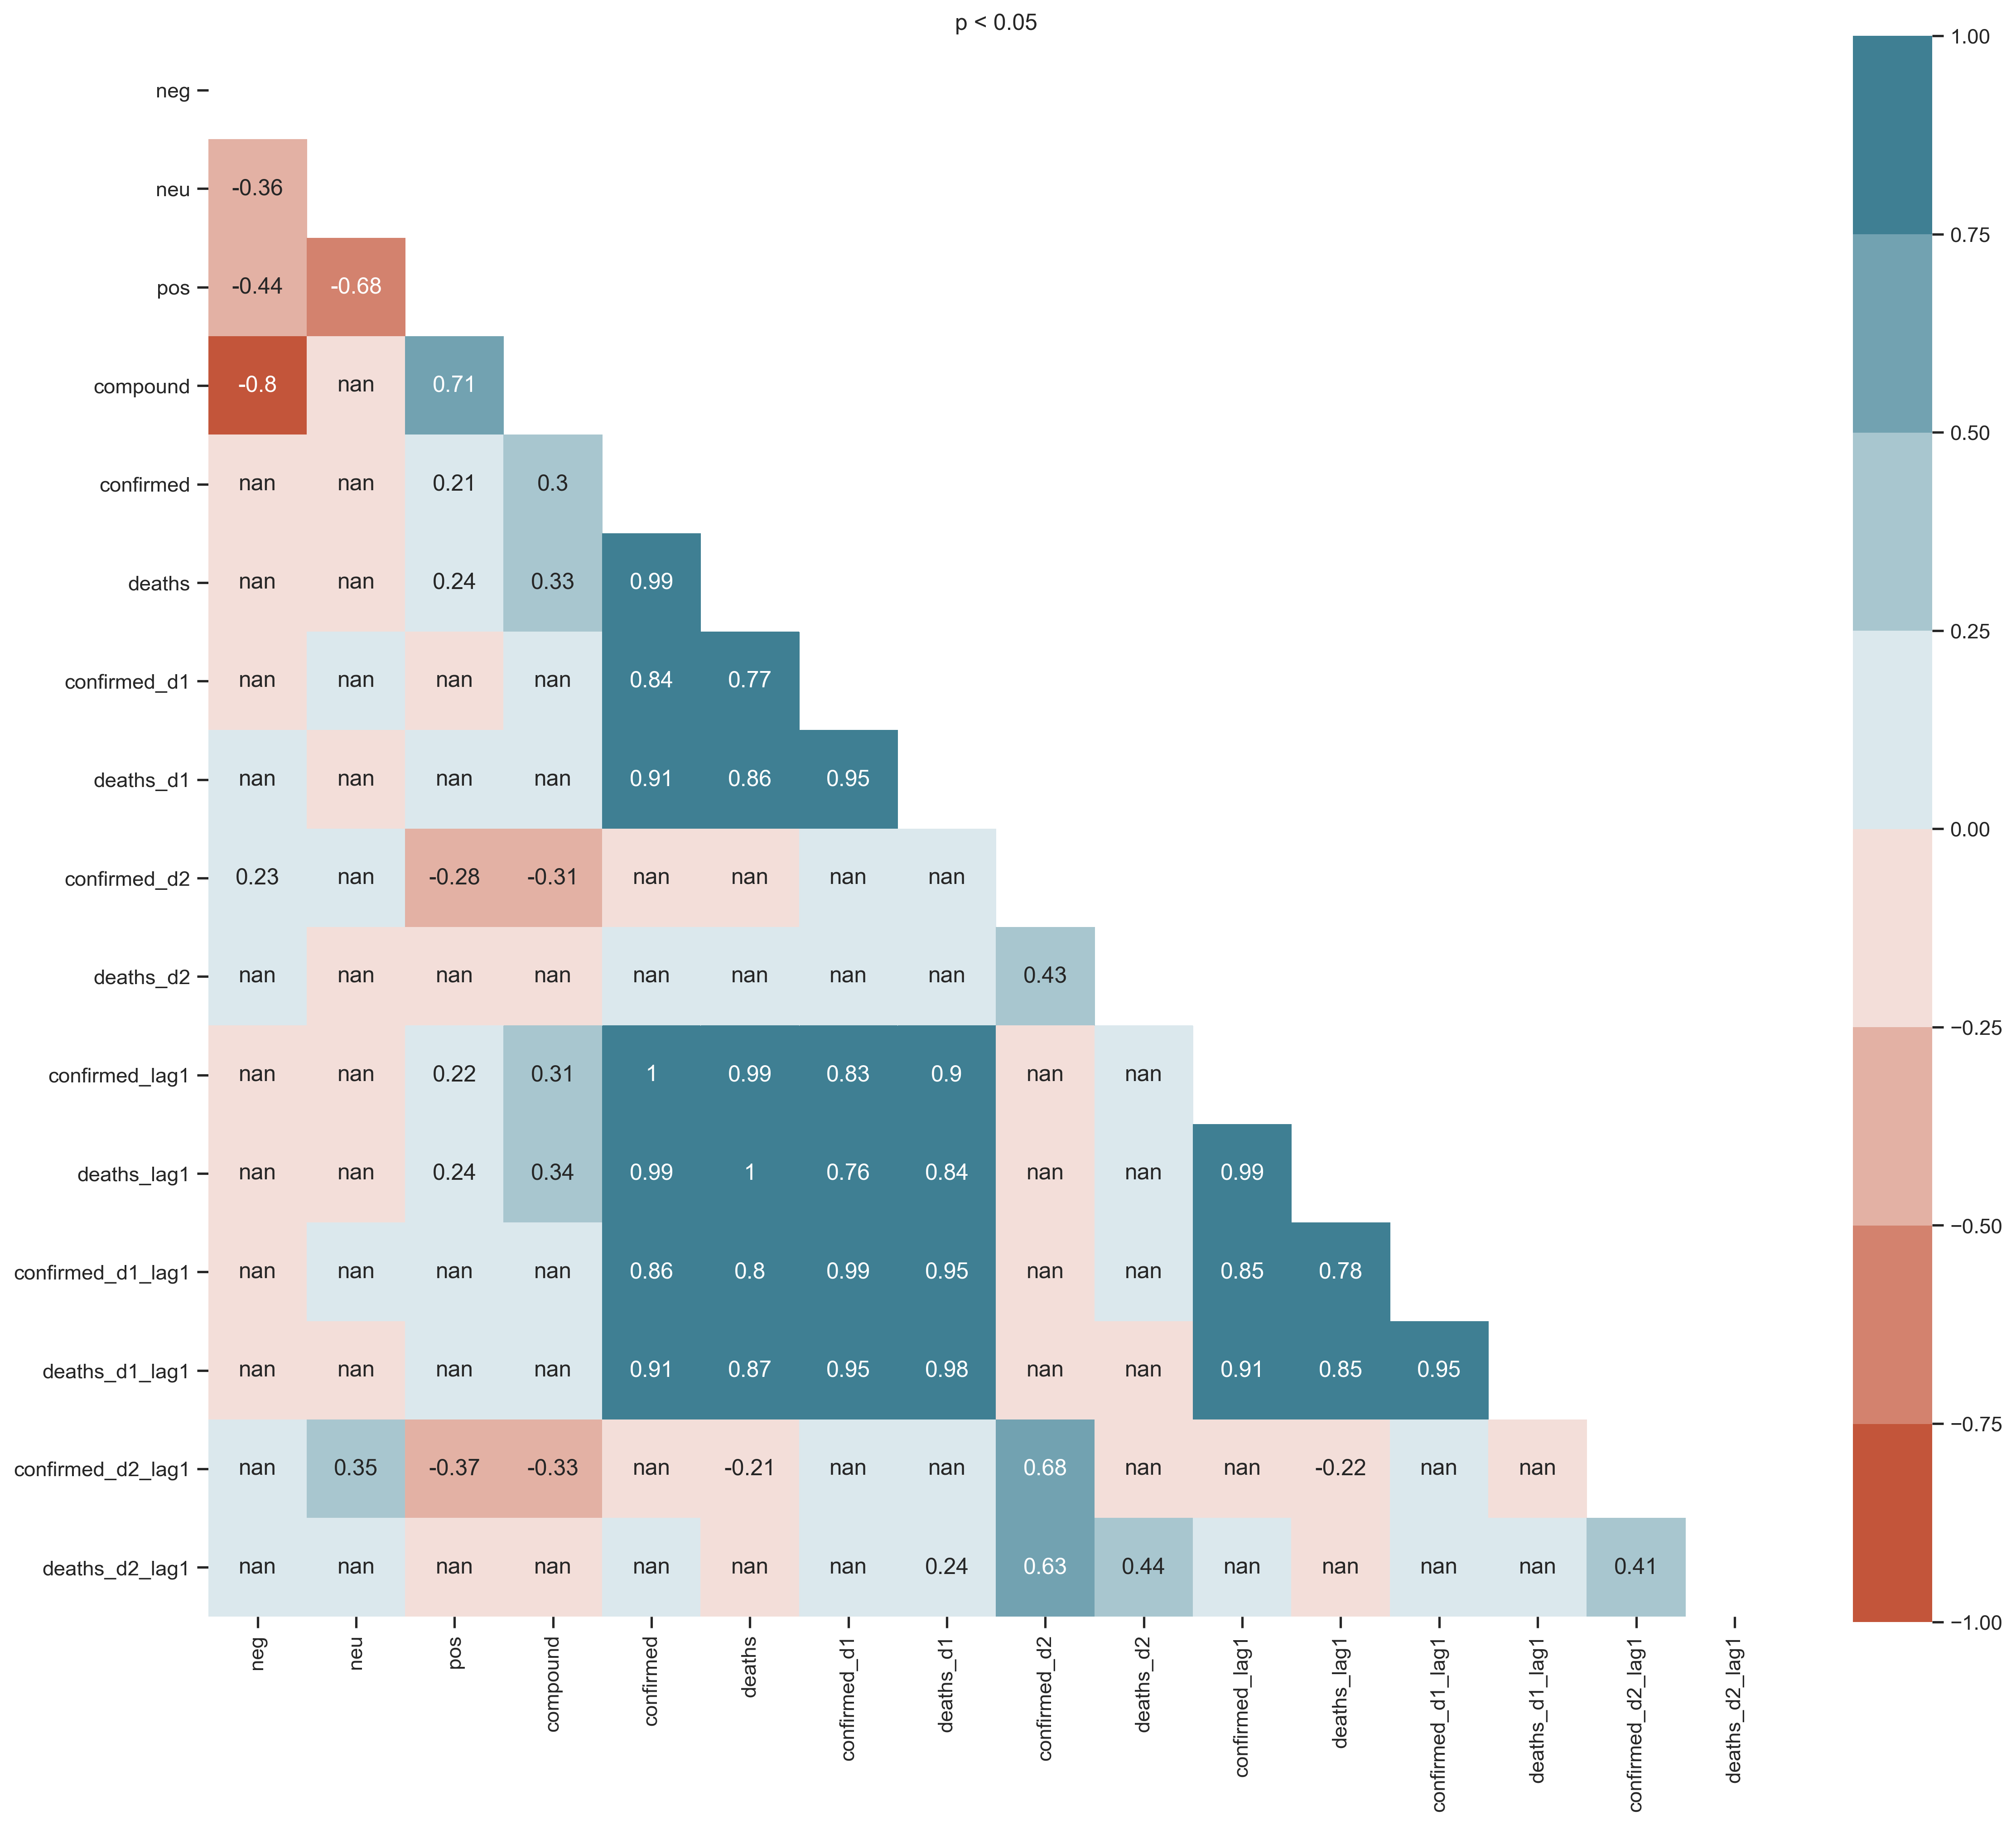 p < 0.05
neg
neu -0.36
pos -0.44 -0.68
compound -0.8 nan 0.71
confirmed nan nan 0.21 0.3
deaths nan nan 0.24 0.33 0.99
confirmed_d1 nan nan nan nan 0.84 0.77
deaths_d1 nan nan nan nan 0.91 0.86 0.95
confirmed_d2 0.23 nan -0.28 -0.31 nan nan nan nan
deaths_d2 nan nan nan nan nan nan nan nan 0.43
confirmed_lag1 nan nan 0.22 0.31 1 0.99 0.83 0.9 nan nan
deaths_lag1 nan nan 0.24 0.34 0.99 1 0.76 0.84 nan nan 0.99
confirmed_d1_lag1 nan nan nan nan 0.86 0.8 0.99 0.95 nan nan 0.85 0.78
deaths_d1_lag1 nan nan nan nan 0.91 0.87 0.95 0.98 nan nan 0.91 0.85 0.95
confirmed_d2_lag1 nan 0.35 -0.37 -0.33 nan -0.21 nan nan 0.68 nan nan -0.22 nan nan
deaths_d2_lag1 nan nan nan nan nan nan nan 0.24 0.63 0.44 nan nan nan nan 0.41
neg
neu
pos
compound
confirmed
deaths
confirmed_d1
deaths_d1
confirmed_d2
deaths_d2
confirmed_lag1
deaths_lag1
confirmed_d1_lag1
deaths_d1_lag1
confirmed_d2_lag1
deaths_d2_lag1
1.00
0.75
0.50
0.25
0.00
−0.25
−0.50
−0.75
−1.00